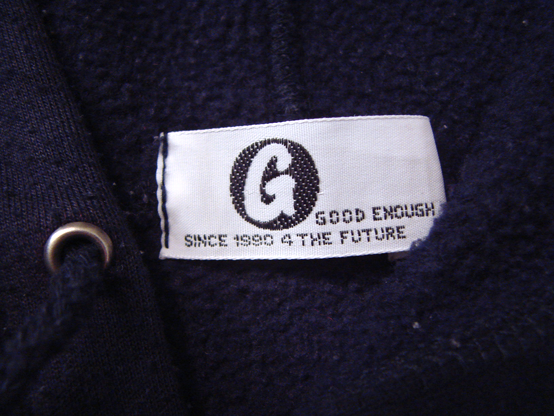 G
GOOD ENOUGH
SINCE 1990 4 THE FUTURE